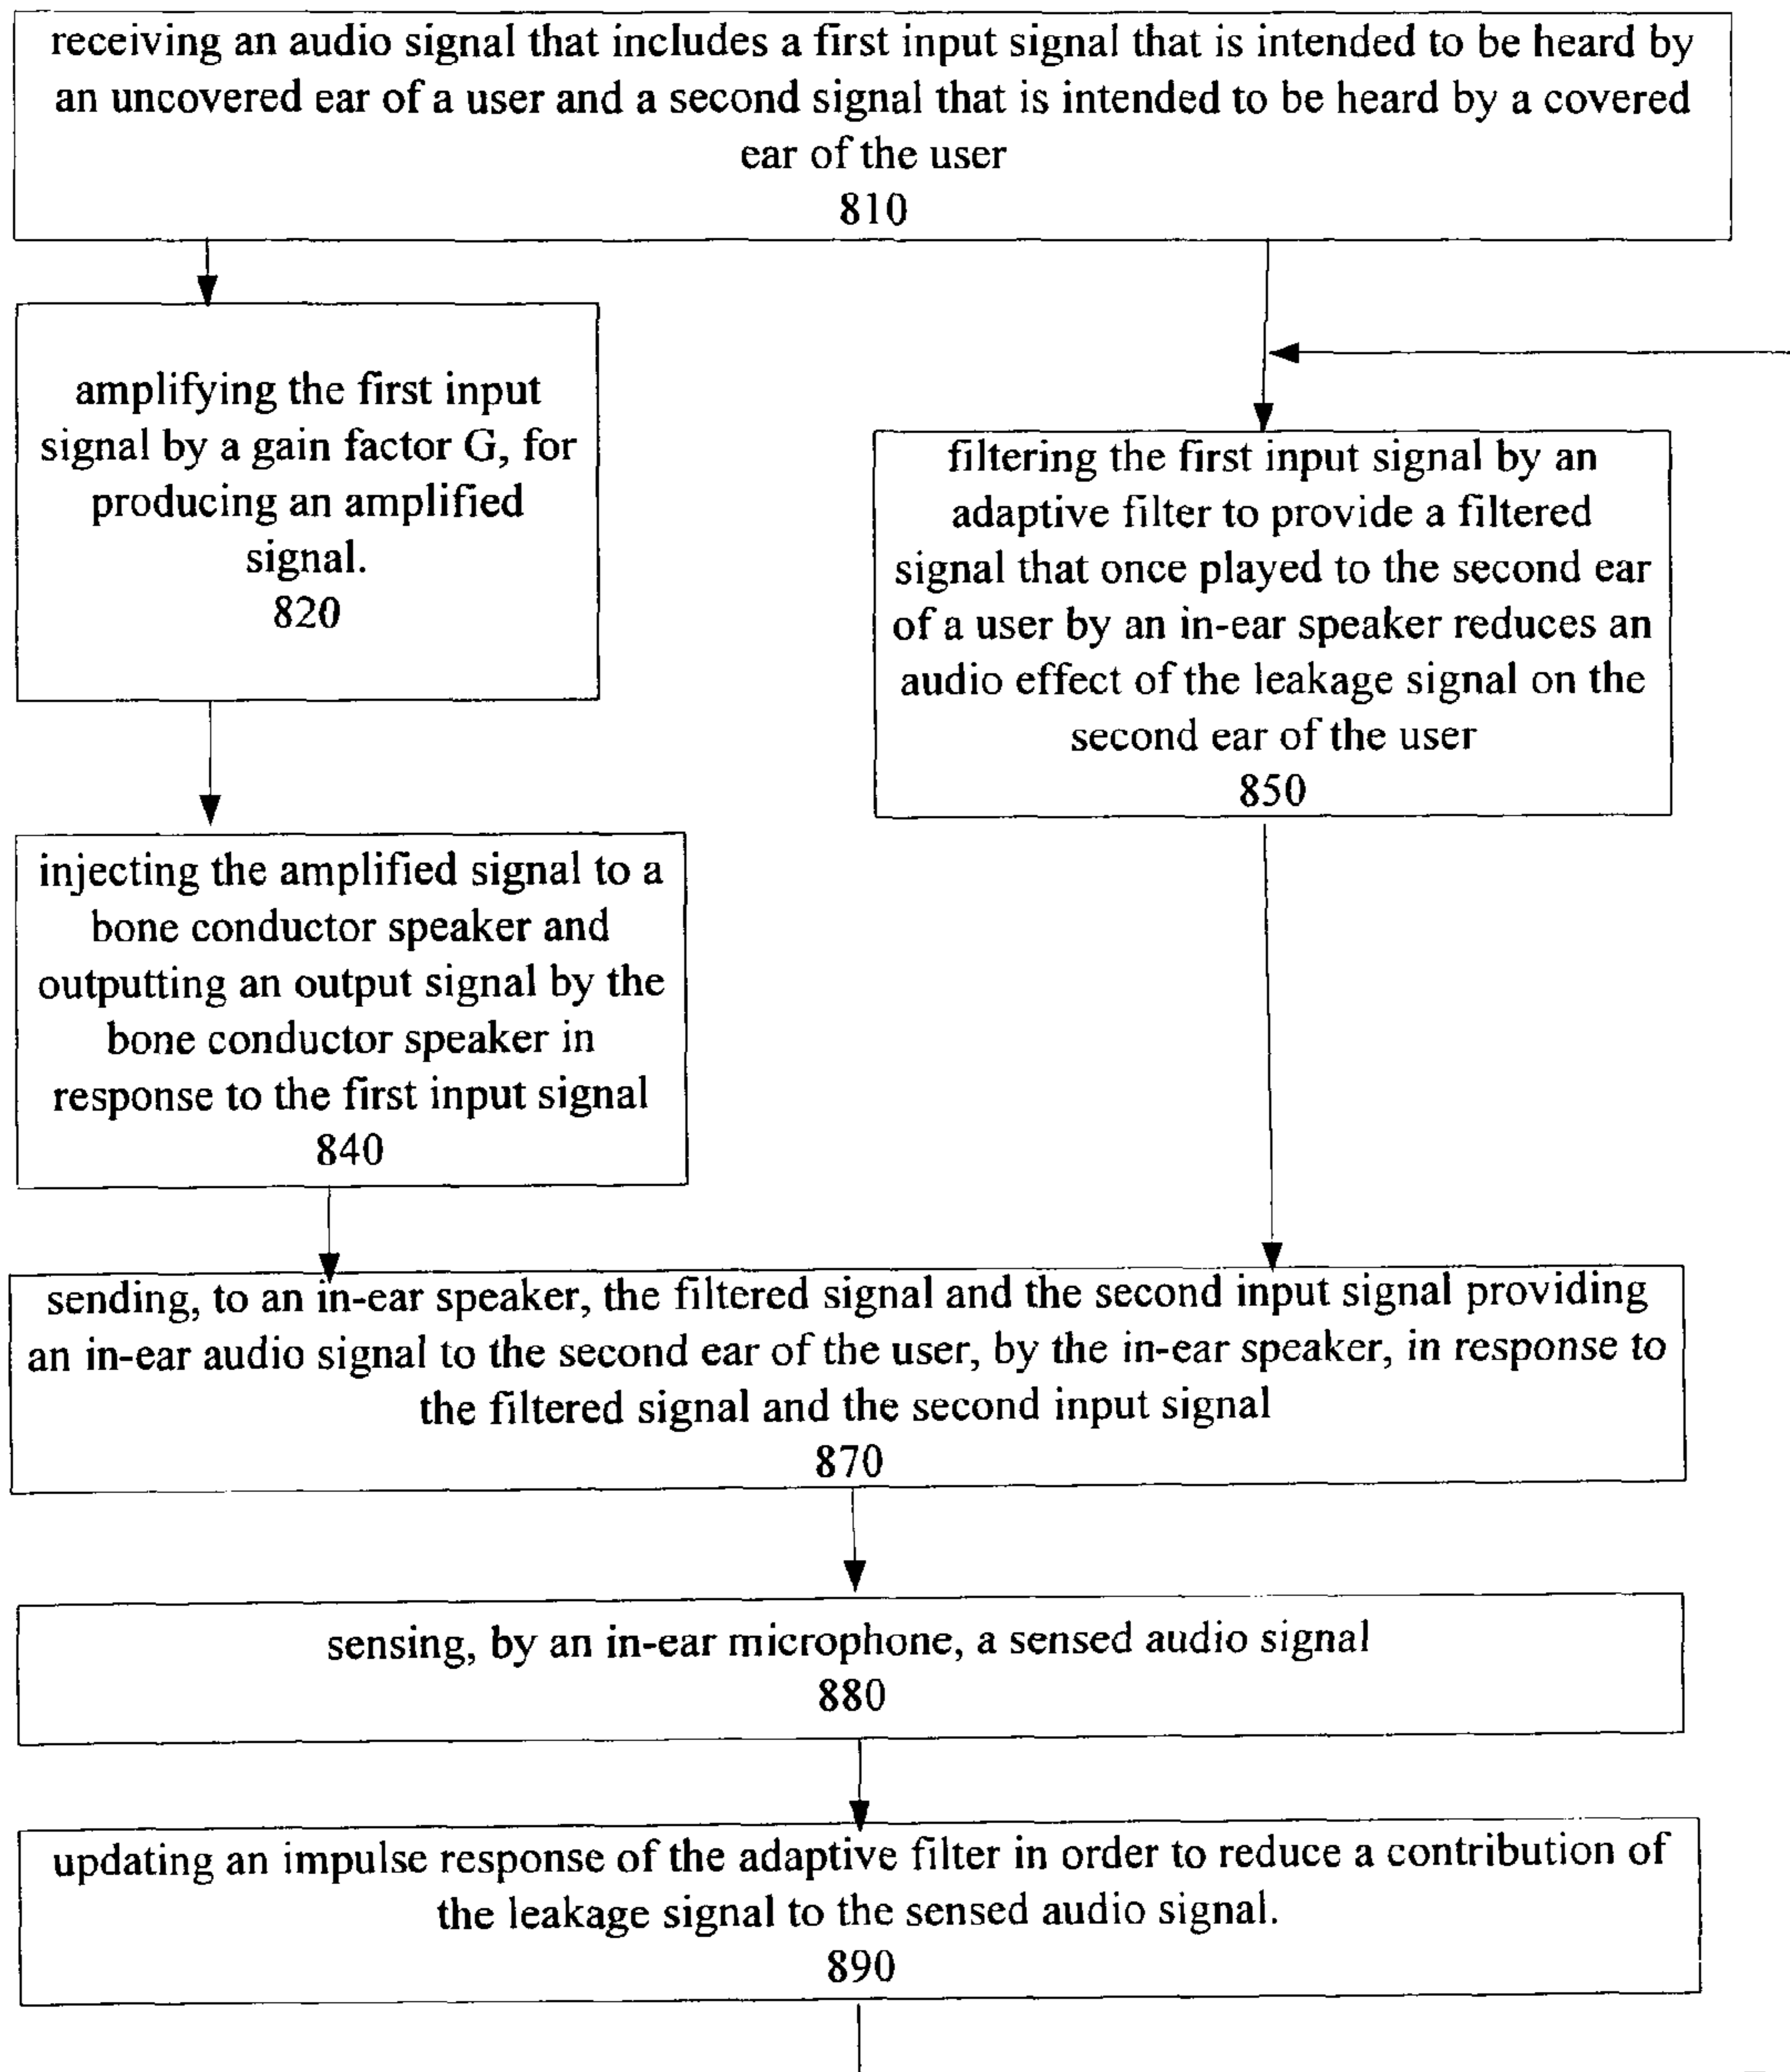 receiving an audio signal that includes a first input signal that is intended to be heard by
an uncovered ear of a user and a second signal that is intended to be heard by a covered
ear of the user
810
amplifying the first input
signal by a gain factor G, for
producing an amplified
signal.
820
filtering the first input signal by an
adaptive filter to provide a filtered
signal that once played to the second ear
of a user by an in-ear speaker reduces an
audio effect of the leakage signal on the
second ear of the user
850
injecting the amplified signal to a
bone conductor speaker and
outputting an output signal by the
bone conductor speaker in
response to the first input signal
840
sending, to an in-ear speaker, the filtered signal and the second input signal providing
an in-ear audio signal to the second ear of the user, by the in-ear speaker, in response to
the filtered signal and the second input signal
870
sensing, by an in-ear microphone, a sensed audio signal
880
updating an impulse response of the adaptive filter in order to reduce a contribution of
the leakage signal to the sensed audio signal.
890